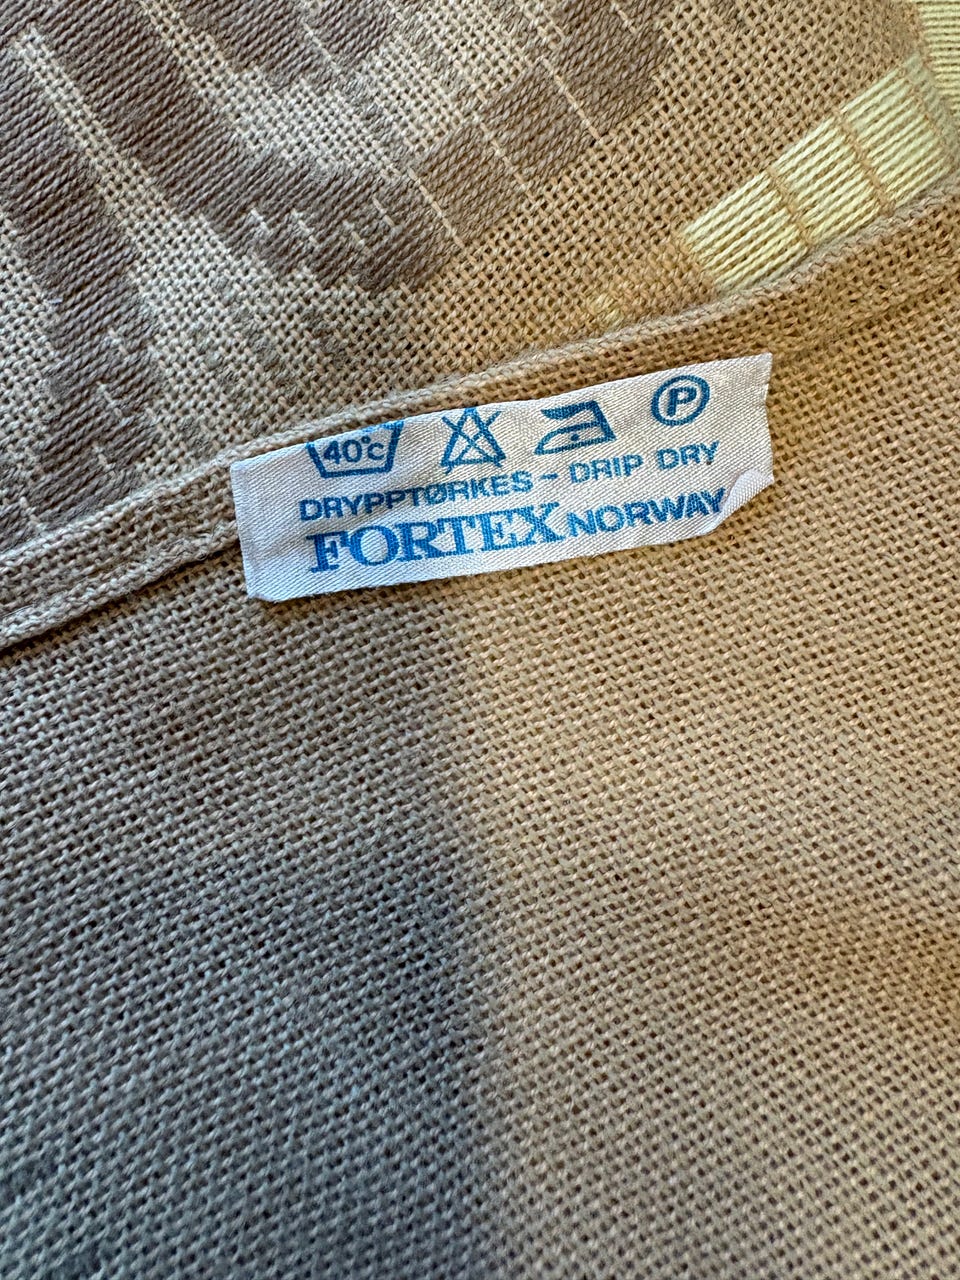 40°C P
DRYPPTØRKES - DRIP DRY
FORTEX NORWAY